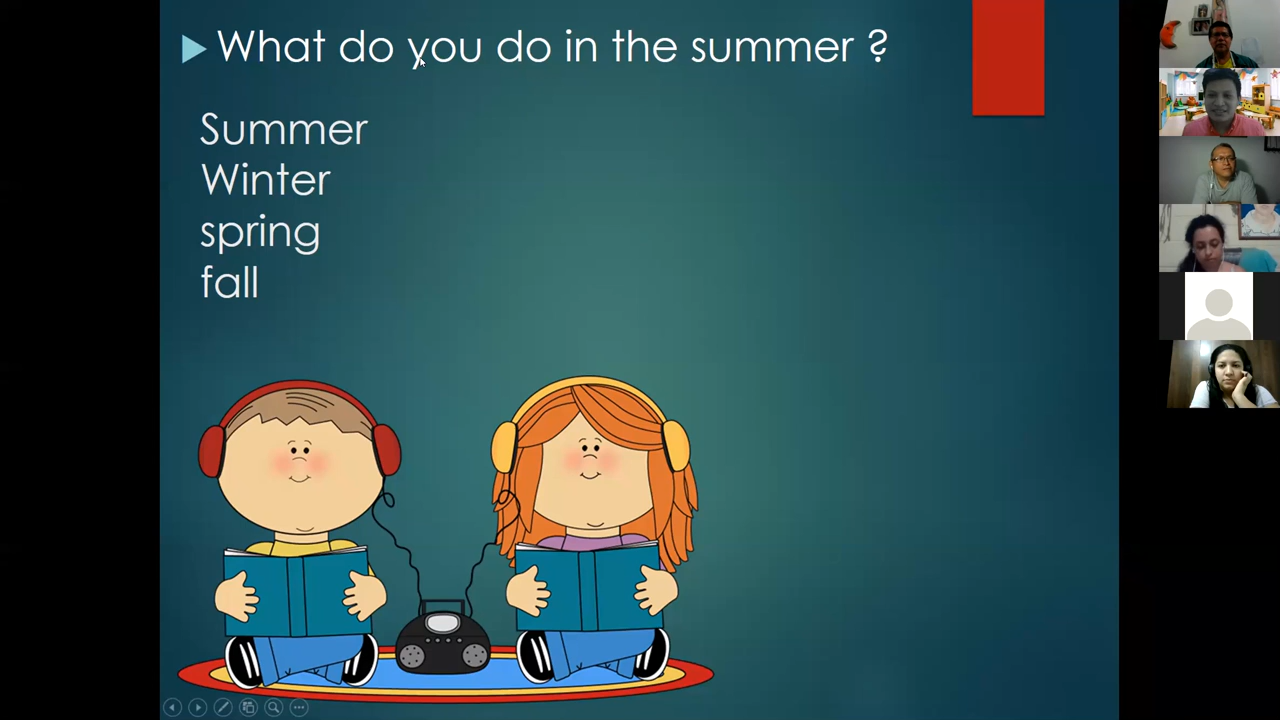 What do you do in the summer ?
Summer
Winter
spring
fall